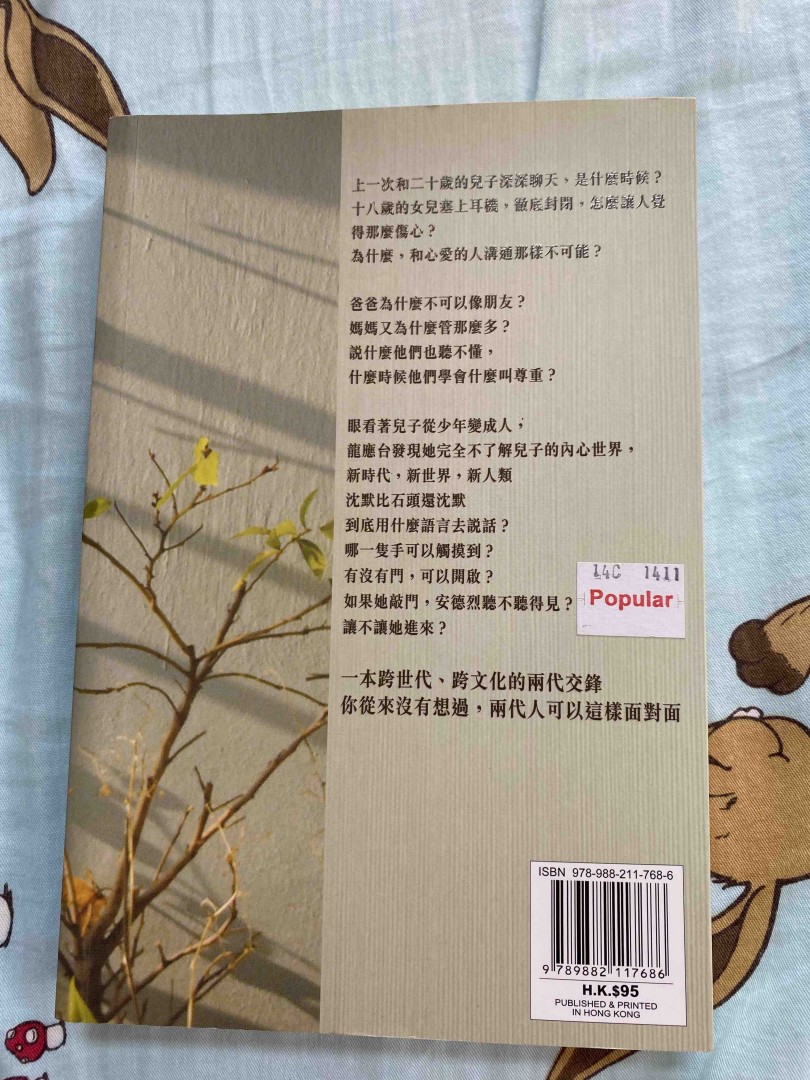 上一次和二十歲的兒子深深聊天、是什麼時候？
十八歲的女兒塞上耳機，徹底封閉，怎麼讓人覺
得那麼傷心？
為什麼，和心愛的人溝通那樣不可能？
爸爸為什麼不可以像朋友？
媽媽又為什麼管那麼多？
說什麼他們也聽不懂，
什麼時候他們學會什麼叫尊重？
眼看著兒子從少年變成人，
龍應台發現她完全不了解兒子的內心世界，
新時代，新世界，新人類
沈默比石頭還沈默
到底用什麼語言去說話？
哪一隻手可以觸摸到？
有沒有門，可以開啟？
如果她敲門，安德烈聽不聽得見？
讓不讓她進來？
14C 1411
Popular
一本跨世代、跨文化的兩代交鋒
你從來沒有想過，兩代人可以這樣面對面
ISBN 978-988-211-768-6
9 789882 117686
H.K.$95
PUBLISHED & PRINTED
IN HONG KONG